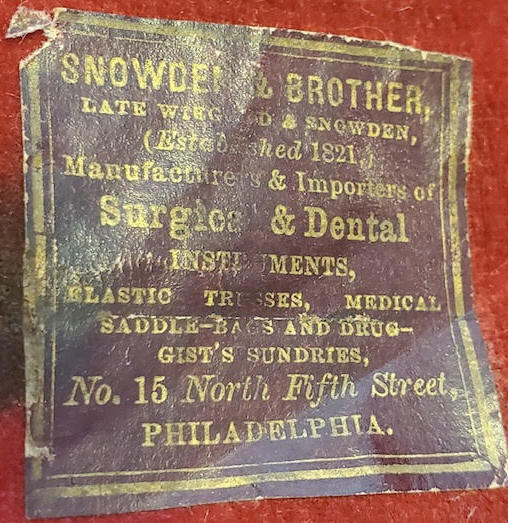 SNOWDEN & BROTHER,
LATE WIEGAND & SNOWDEN,
(Established 1821,)
Manufacturers & Importers of
Surgical & Dental
INSTRUMENTS,
ELASTIC TRUSSES, MEDICAL
SADDLE-BAGS AND DRUG-
GIST'S SUNDRIES,
No. 15 North Fifth Street,
PHILADELPHIA.